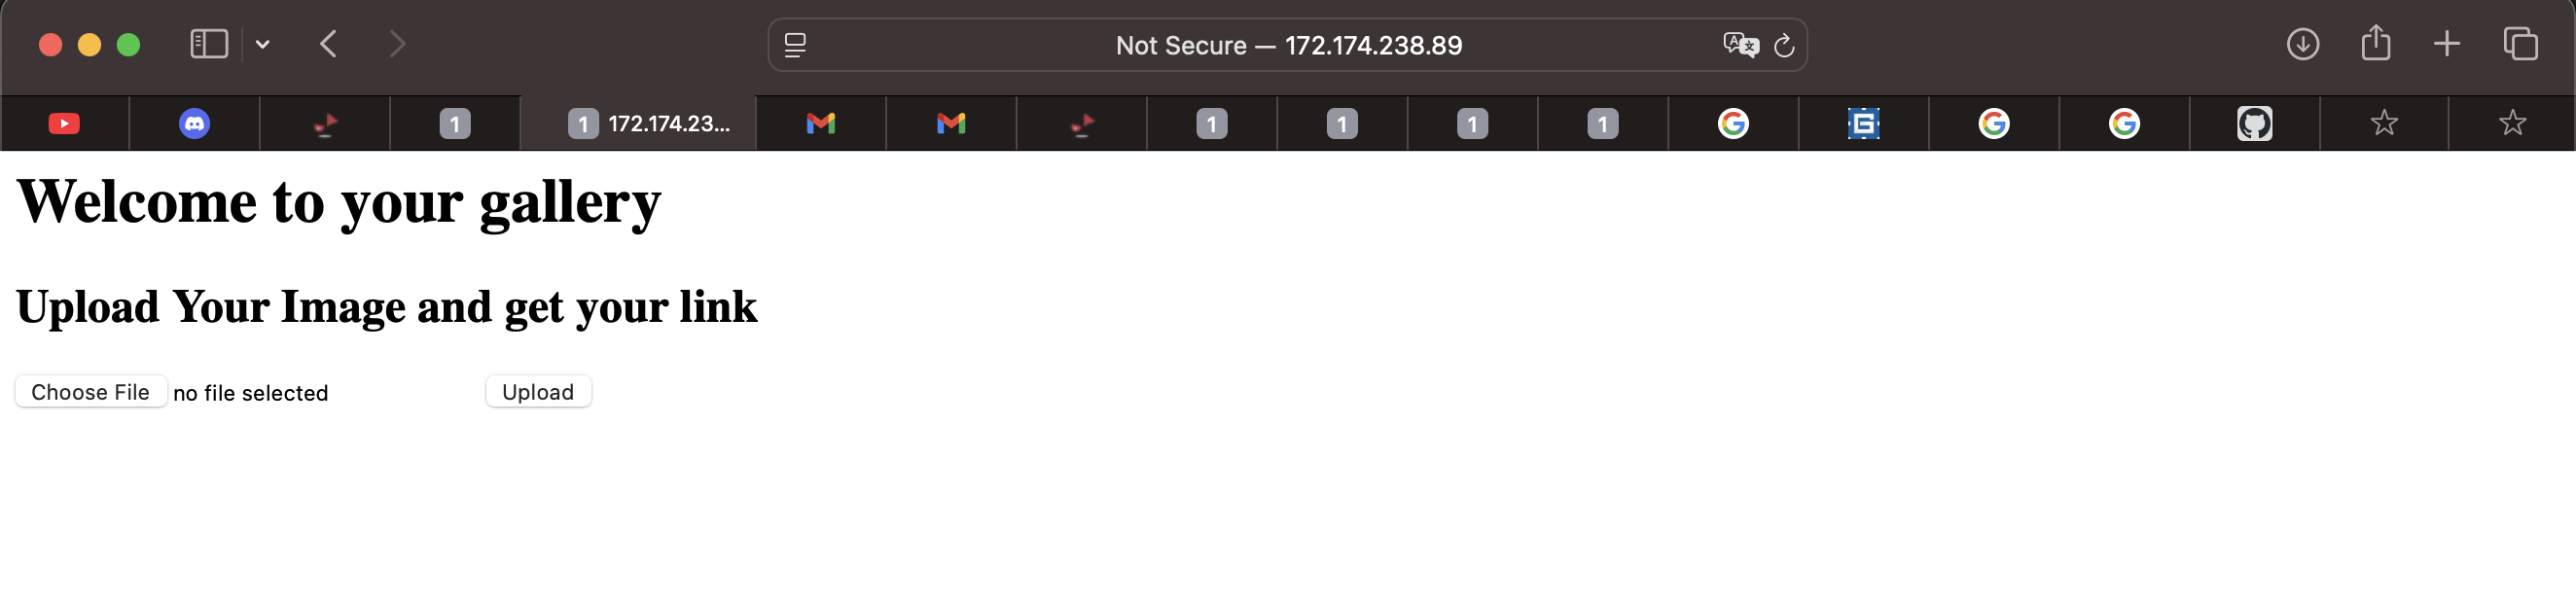 Not Secure — 172.174.238.89
1
1 172.174.23...
1
1
1
1
Welcome to your gallery
Upload Your Image and get your link
Choose File no file selected Upload